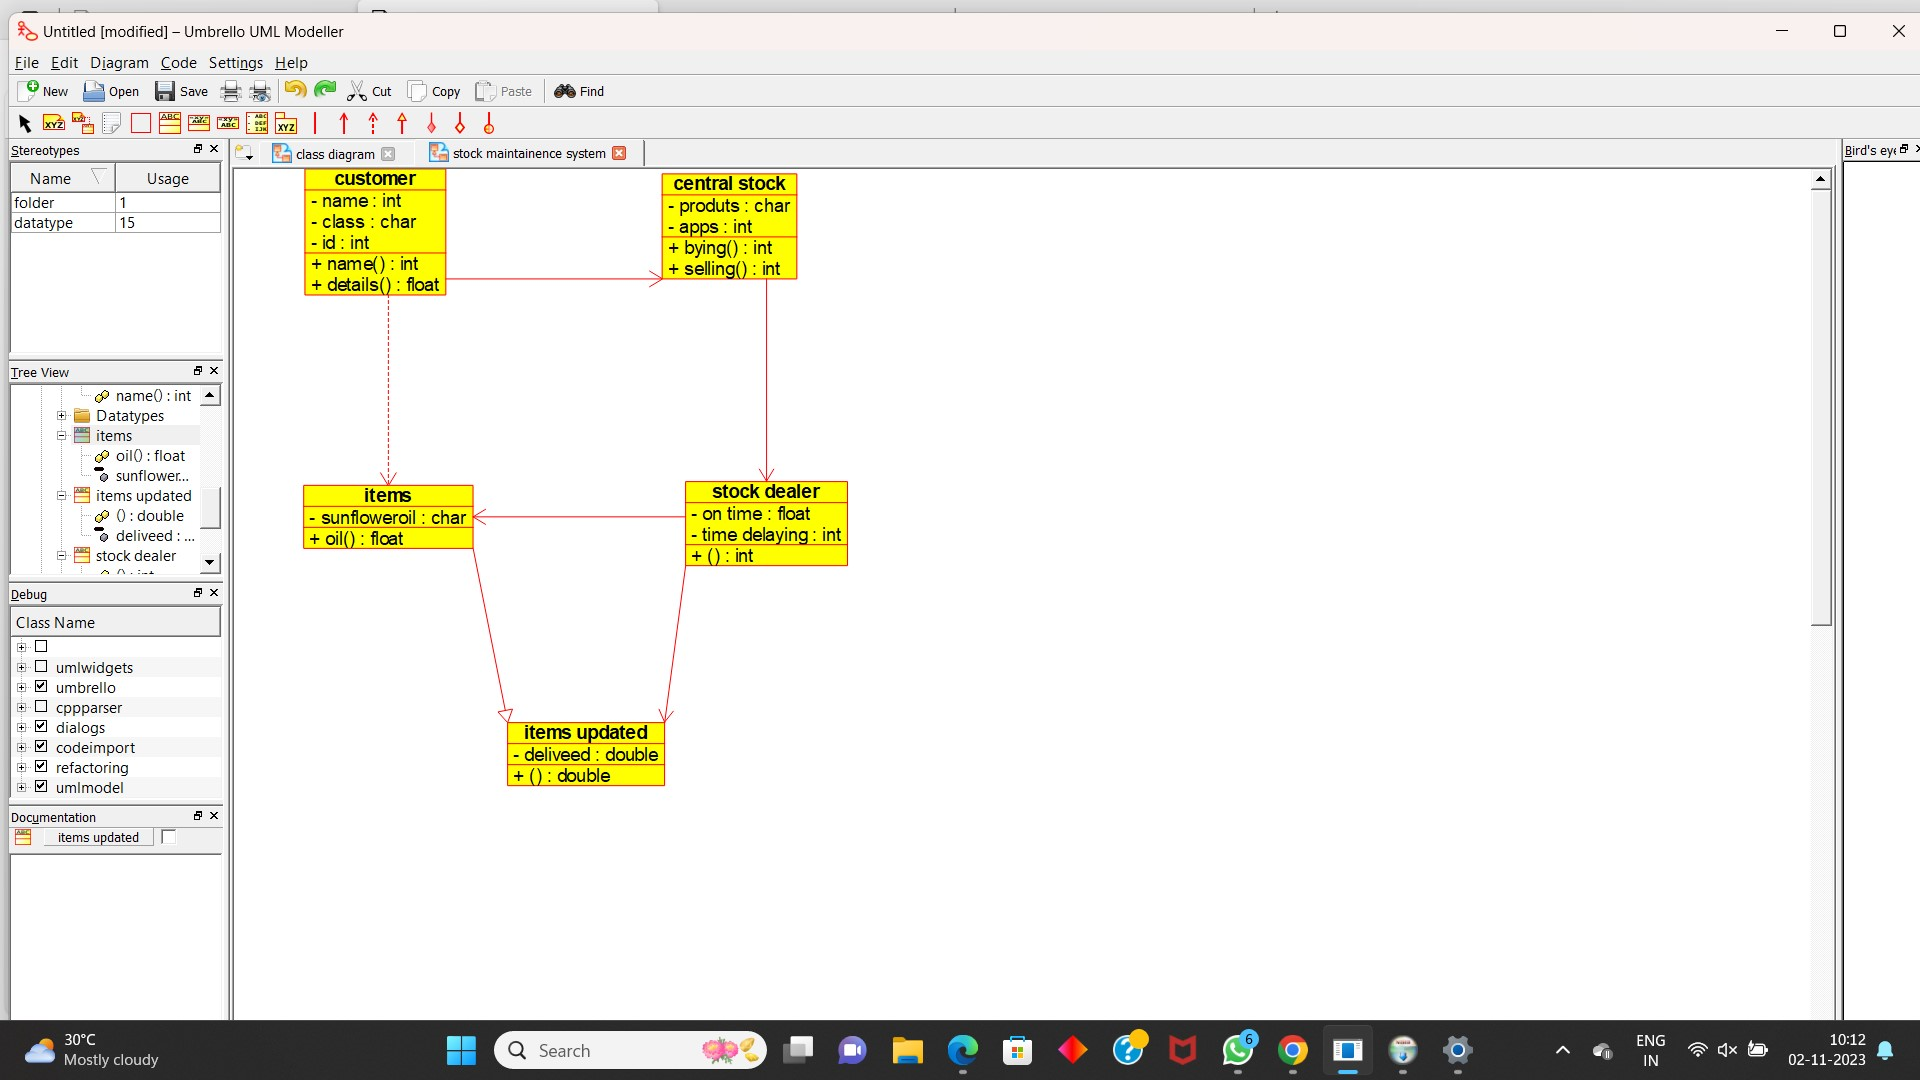 Untitled [modified] – Umbrello UML Modeller
File Edit Diagram Code Settings Help
New Open Save Cut Copy Paste Find
Stereotypes
Name Usage
folder 1
datatype 15
class diagram
stock maintainence system
Bird's eye
customer
- name : int
- class : char
- id : int
+ name() : int
+ details() : float
central stock
- produts : char
- apps : int
+ bying() : int
+ selling() : int
Tree View
name() : int
Datatypes
items
oil() : float
sunflower...
items updated
() : double
deliveed : ...
stock dealer
items
- sunfloweroil : char
+ oil() : float
stock dealer
- on time : float
- time delaying : int
+ () : int
items updated
- deliveed : double
+ () : double
Debug
Class Name
umlwidgets
umbrello
cppparser
dialogs
codeimport
refactoring
umlmodel
Documentation
items updated
30°C
Mostly cloudy
Search
6
ENG
IN
10:12
02-11-2023